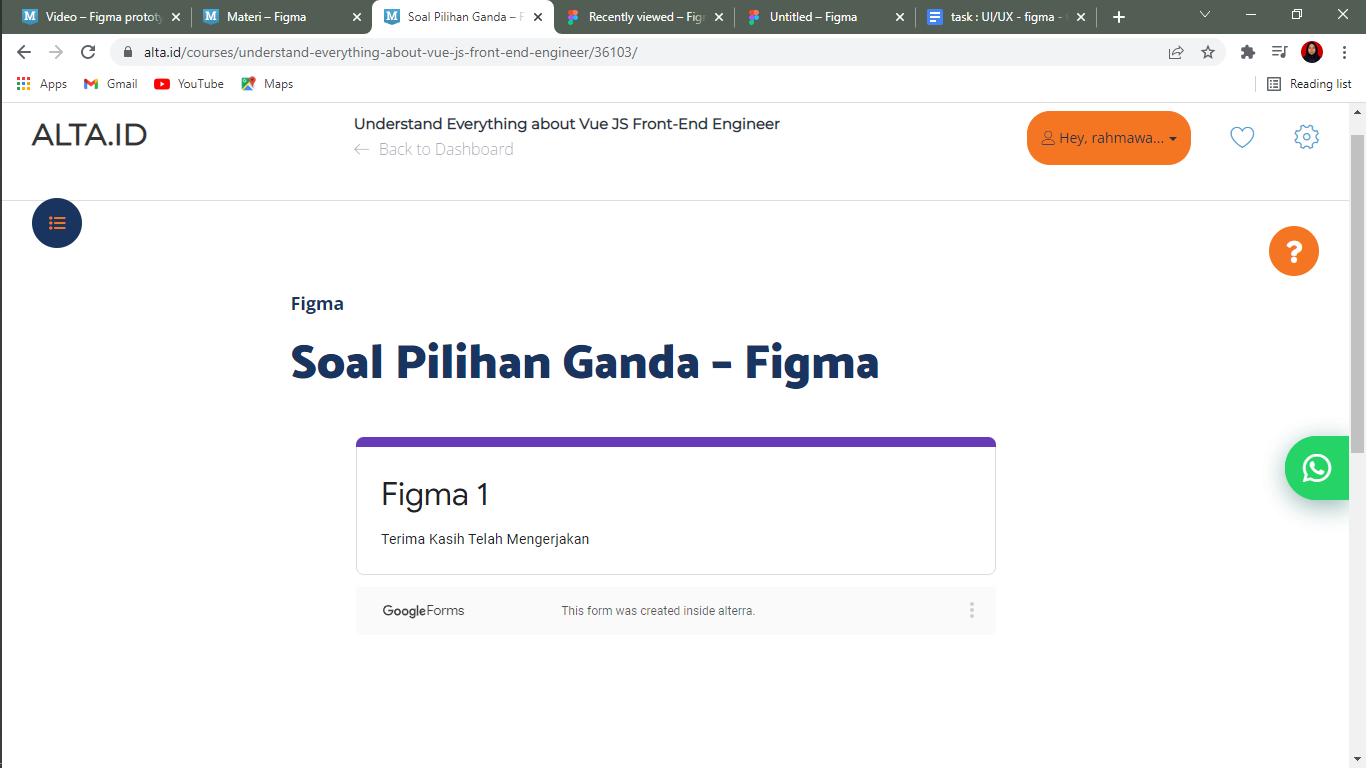 Video – Figma prototy
Materi – Figma
Soal Pilihan Ganda – F
Recently viewed – Fig
Untitled – Figma
task : UI/UX - figma -
alta.id/courses/understand-everything-about-vue-js-front-end-engineer/36103/
Apps
Gmail
YouTube
Maps
Reading list
ALTA.ID
Understand Everything about Vue JS Front-End Engineer
← Back to Dashboard
Hey, rahmawa...
?
Figma
Soal Pilihan Ganda – Figma
Figma 1
Terima Kasih Telah Mengerjakan
Google Forms
This form was created inside alterra.